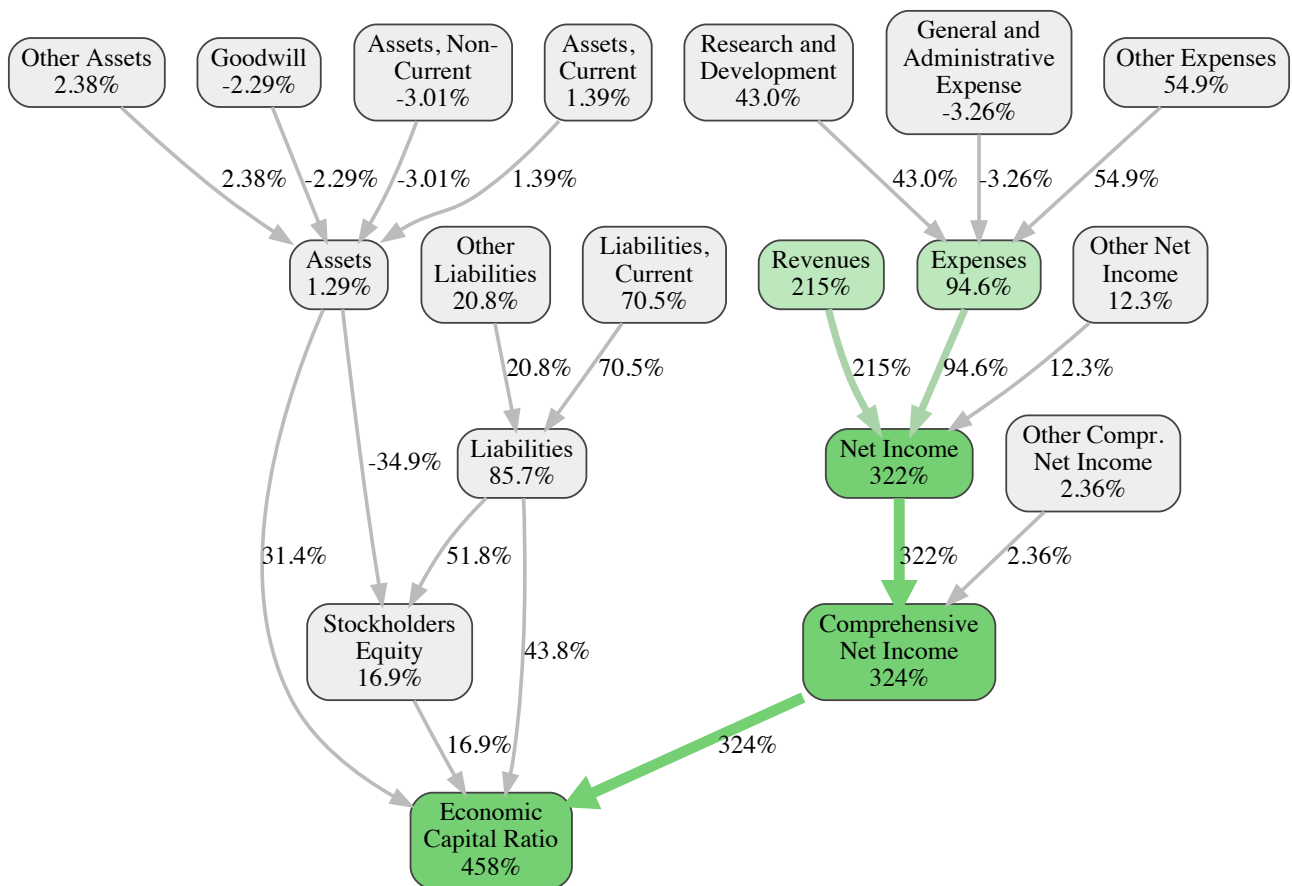 Other Assets
2.38%
Goodwill
-2.29%
Assets, Non-
Current
-3.01%
Assets,
Current
1.39%
Research and
Development
43.0%
General and
Administrative
Expense
-3.26%
Other Expenses
54.9%
2.38%
-2.29%
-3.01%
1.39%
43.0%
-3.26%
54.9%
Assets
1.29%
Other
Liabilities
20.8%
Liabilities,
Current
70.5%
Revenues
215%
Expenses
94.6%
Other Net
Income
12.3%
20.8%
70.5%
215%
94.6%
12.3%
-34.9%
Liabilities
85.7%
Net Income
322%
Other Compr.
Net Income
2.36%
31.4%
51.8%
322%
2.36%
Stockholders
Equity
16.9%
43.8%
Comprehensive
Net Income
324%
16.9%
324%
Economic
Capital Ratio
458%